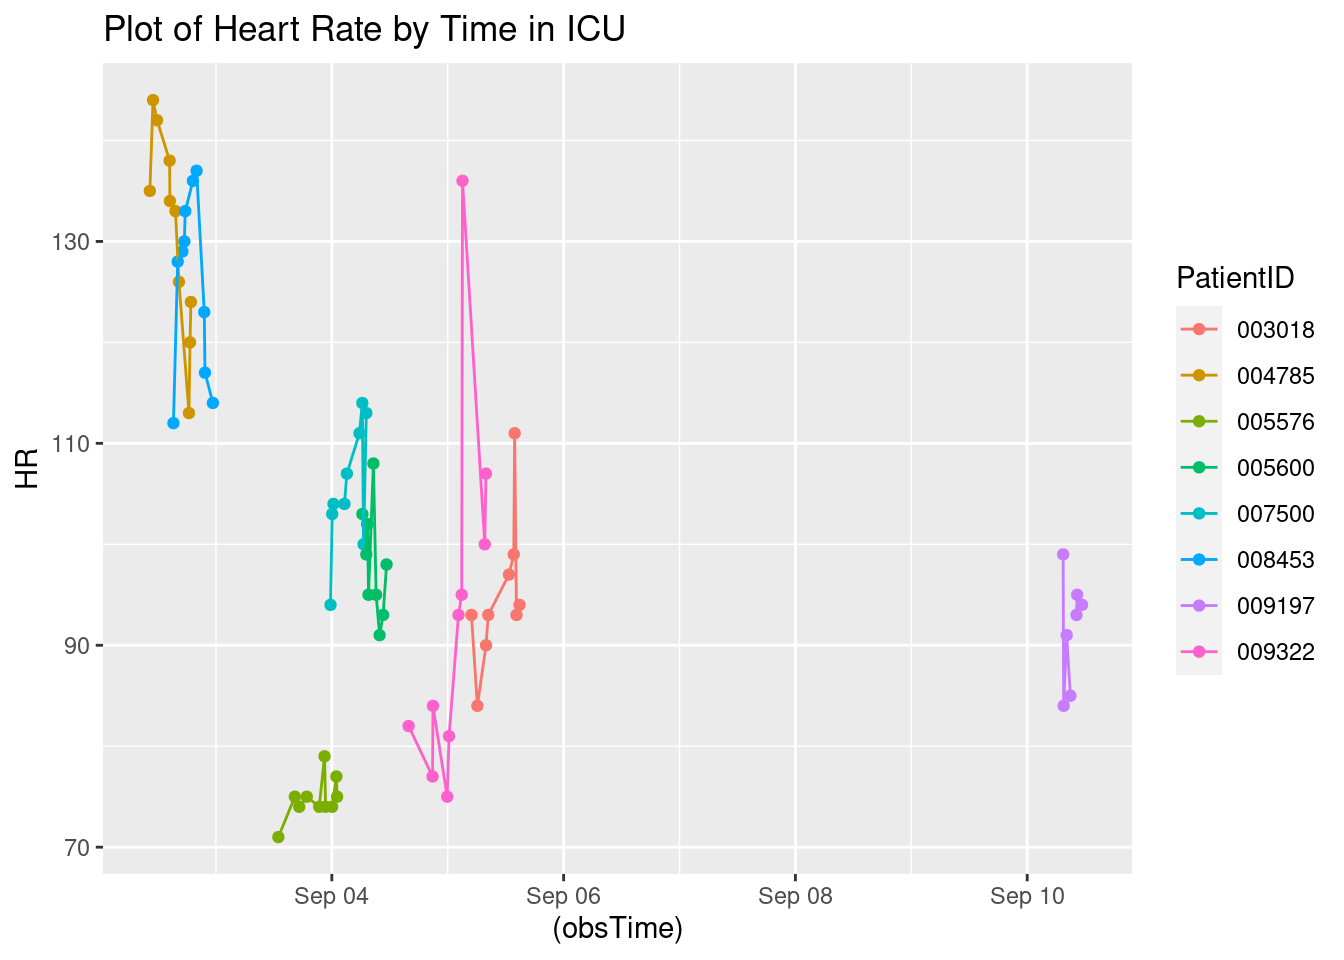 Plot of Heart Rate by Time in ICU
130
110
90
70
HR
Sep 04 Sep 06 Sep 08 Sep 10
(obsTime)
PatientID
003018
004785
005576
005600
007500
008453
009197
009322